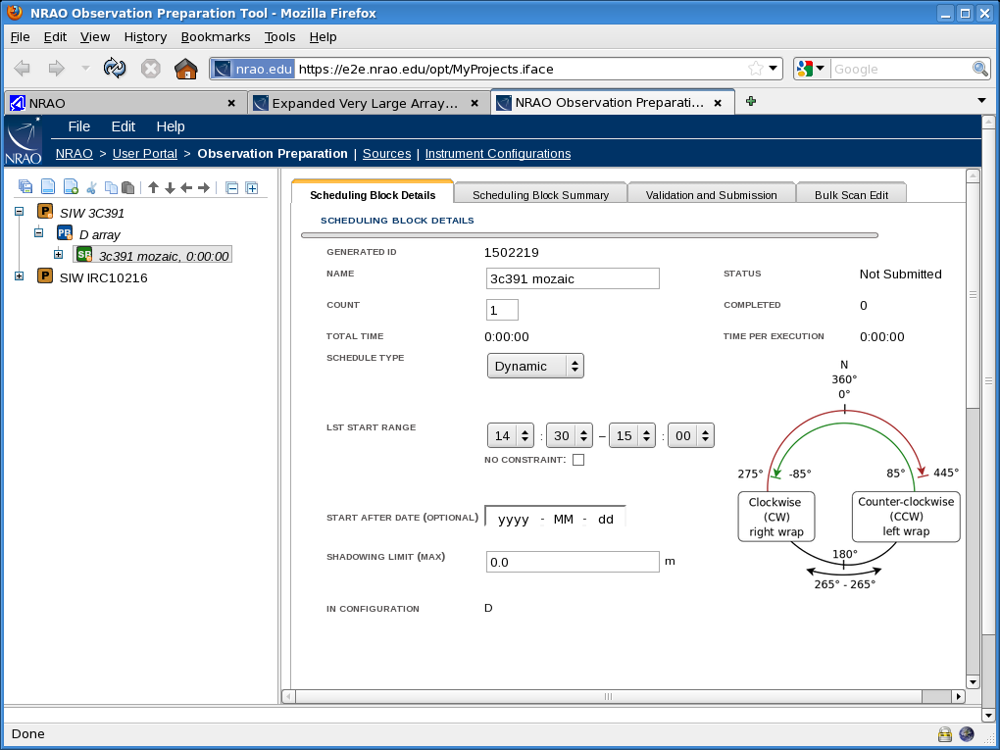 NRAO Observation Preparation Tool - Mozilla Firefox
File Edit View History Bookmarks Tools Help
nrao.edu https://e2e.nrao.edu/opt/MyProjects.iface
Google
NRAO
Expanded Very Large Array...
NRAO Observation Preparati...
File Edit Help
NRAO
NRAO > User Portal > Observation Preparation | Sources | Instrument Configurations
P SIW 3C391
PB D array
SB 3c391 mozaic, 0:00:00
P SIW IRC10216
Scheduling Block Details
Scheduling Block Summary
Validation and Submission
Bulk Scan Edit
SCHEDULING BLOCK DETAILS
GENERATED ID 1502219
NAME 3c391 mozaic
STATUS Not Submitted
COUNT 1
COMPLETED 0
TOTAL TIME 0:00:00
TIME PER EXECUTION 0:00:00
SCHEDULE TYPE Dynamic
LST START RANGE 14 : 30 – 15 : 00
NO CONSTRAINT:
START AFTER DATE (OPTIONAL) yyyy - MM - dd
SHADOWING LIMIT (MAX) 0.0 m
IN CONFIGURATION D
N
360°
0°
275° -85° 85° 445°
Clockwise
(CW)
right wrap
Counter-clockwise
(CCW)
left wrap
180°
265° - 265°
Done